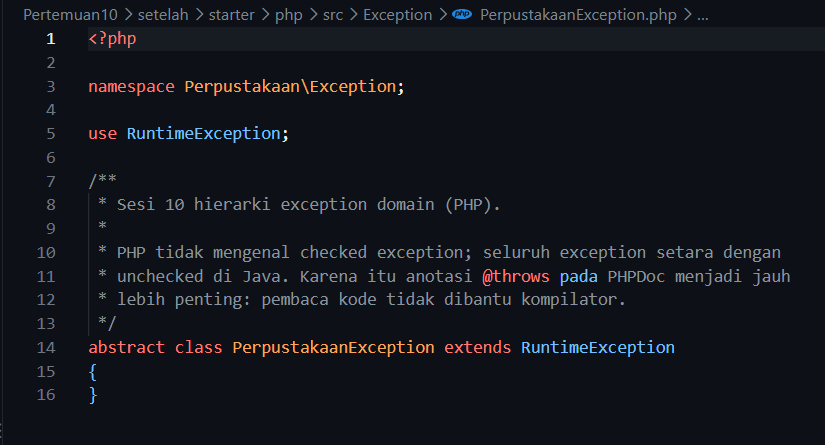 Pertemuan10 > setelah > starter > php > src > Exception > php PerpustakaanException.php > ...
1 <?php
2
3 namespace Perpustakaan\Exception;
4
5 use RuntimeException;
6
7 /**
8 * Sesi 10 hierarki exception domain (PHP).
9 *
10 * PHP tidak mengenal checked exception; seluruh exception setara dengan
11 * unchecked di Java. Karena itu anotasi @throws pada PHPDoc menjadi jauh
12 * lebih penting: pembaca kode tidak dibantu kompilator.
13 */
14 abstract class PerpustakaanException extends RuntimeException
15 {
16 }